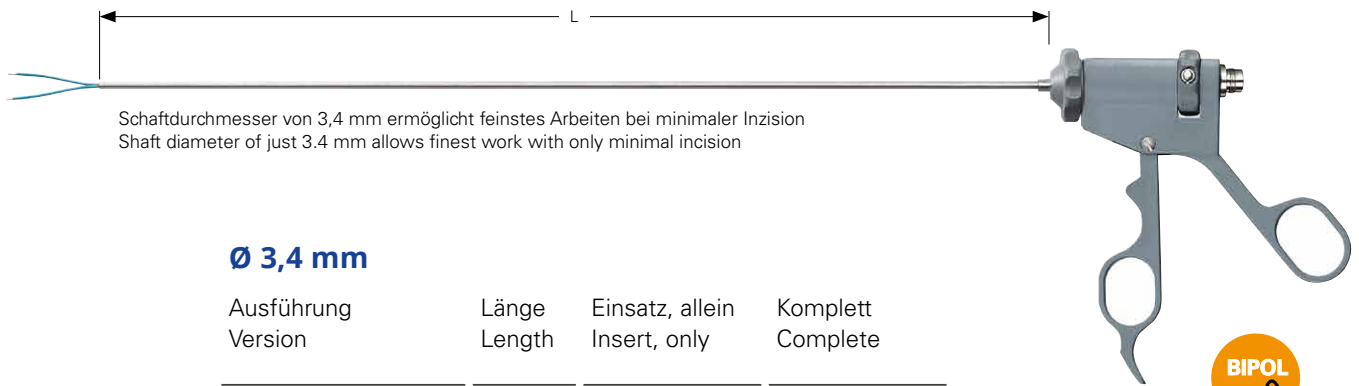 L
Schaftdurchmesser von 3,4 mm ermöglicht feinstes Arbeiten bei minimaler Inzision
Shaft diameter of just 3.4 mm allows finest work with only minimal incision
Ø 3,4 mm
Ausführung Länge Einsatz, allein Komplett
Version Length Insert, only Complete
BIPOL